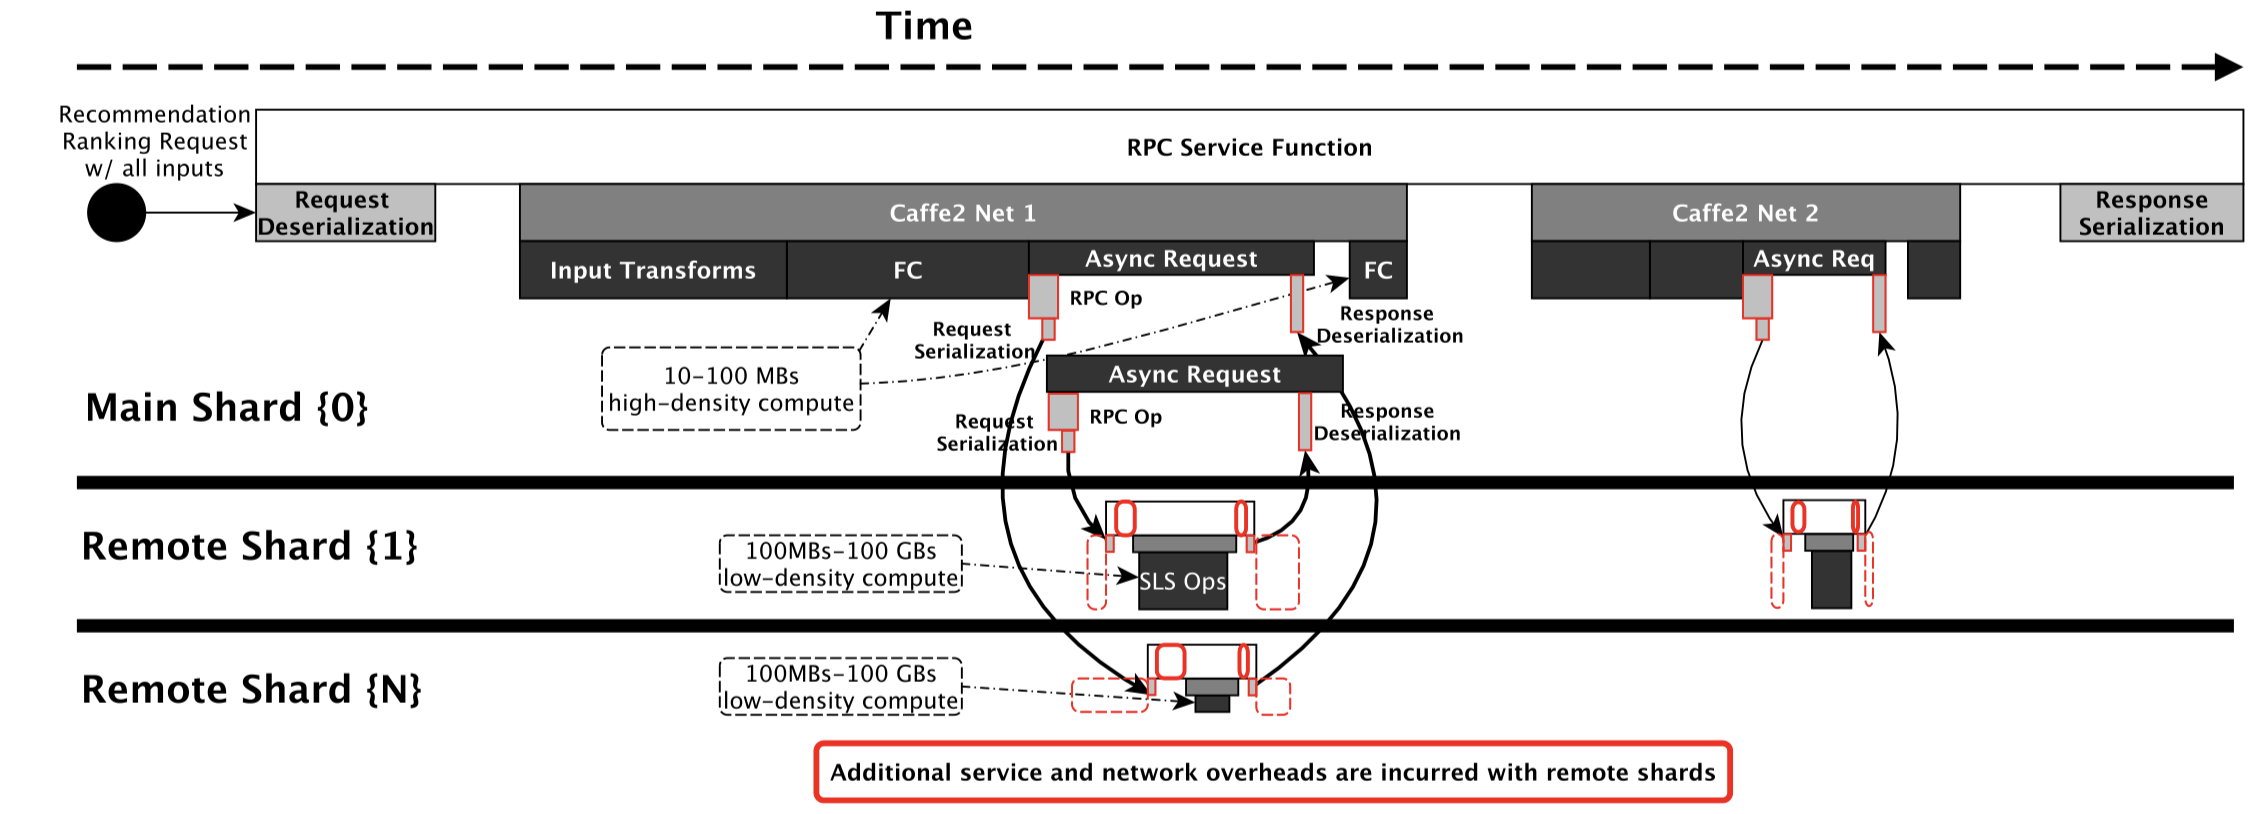 Time
Recommendation
Ranking Request
w/ all inputs
RPC Service Function
Request
Deserialization
Caffe2 Net 1
Caffe2 Net 2
Response
Serialization
Input Transforms
FC
Async Request
FC
Async Req
RPC Op
Request
Serialization
Response
Deserialization
10-100 MBs
high-density compute
Async Request
Main Shard {0}
RPC Op
Request
Serialization
Response
Deserialization
Remote Shard {1}
100MBs-100 GBs
low-density compute
SLS Ops
Remote Shard {N}
100MBs-100 GBs
low-density compute
Additional service and network overheads are incurred with remote shards